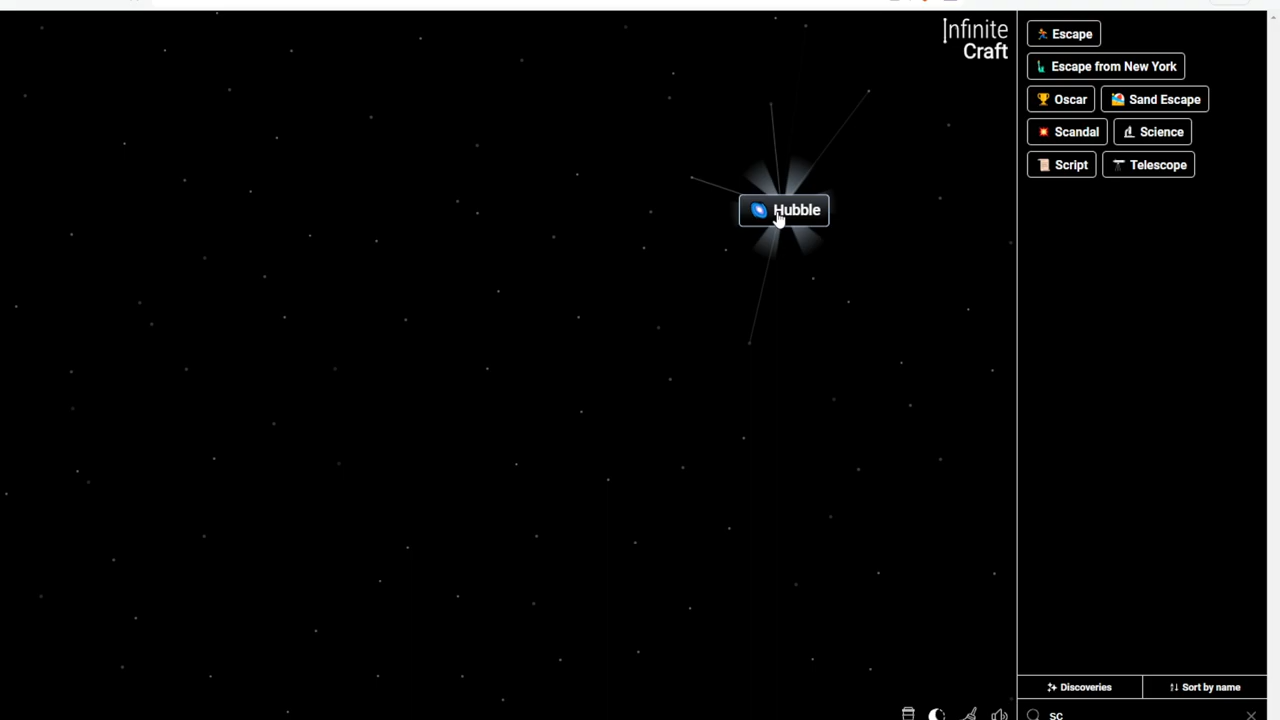 Infinite
Craft
Escape
Escape from New York
Oscar
Sand Escape
Scandal
Science
Script
Telescope
Hubble
Discoveries
Sort by name
sc